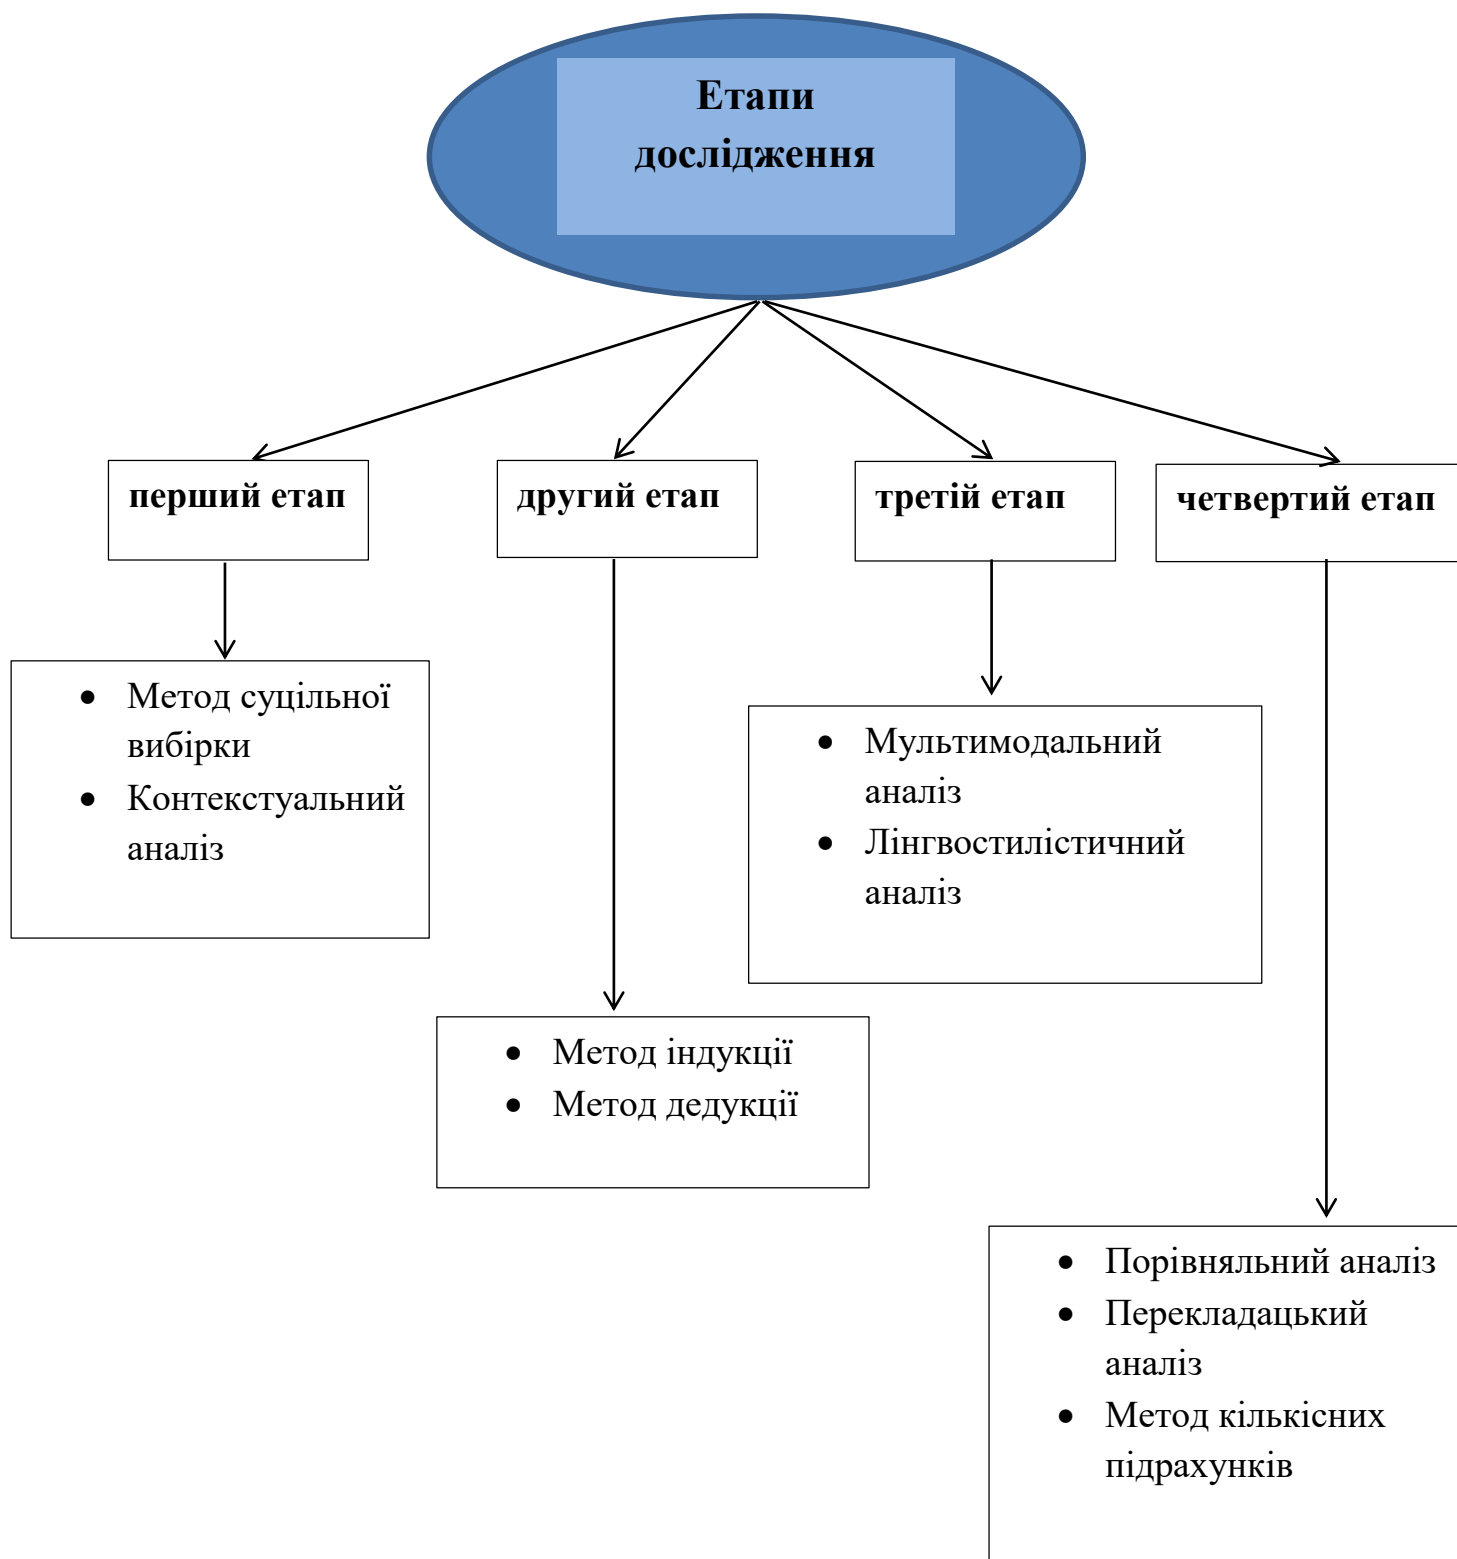 Етапи
дослідження
перший етап
другий етап
третій етап
четвертий етап
• Метод суцільної
вибірки
• Контекстуальний
аналіз
• Мультимодальний
аналіз
• Лінгвостилістичний
аналіз
• Метод індукції
• Метод дедукції
• Порівняльний аналіз
• Перекладацький
аналіз
• Метод кількісних
підрахунків